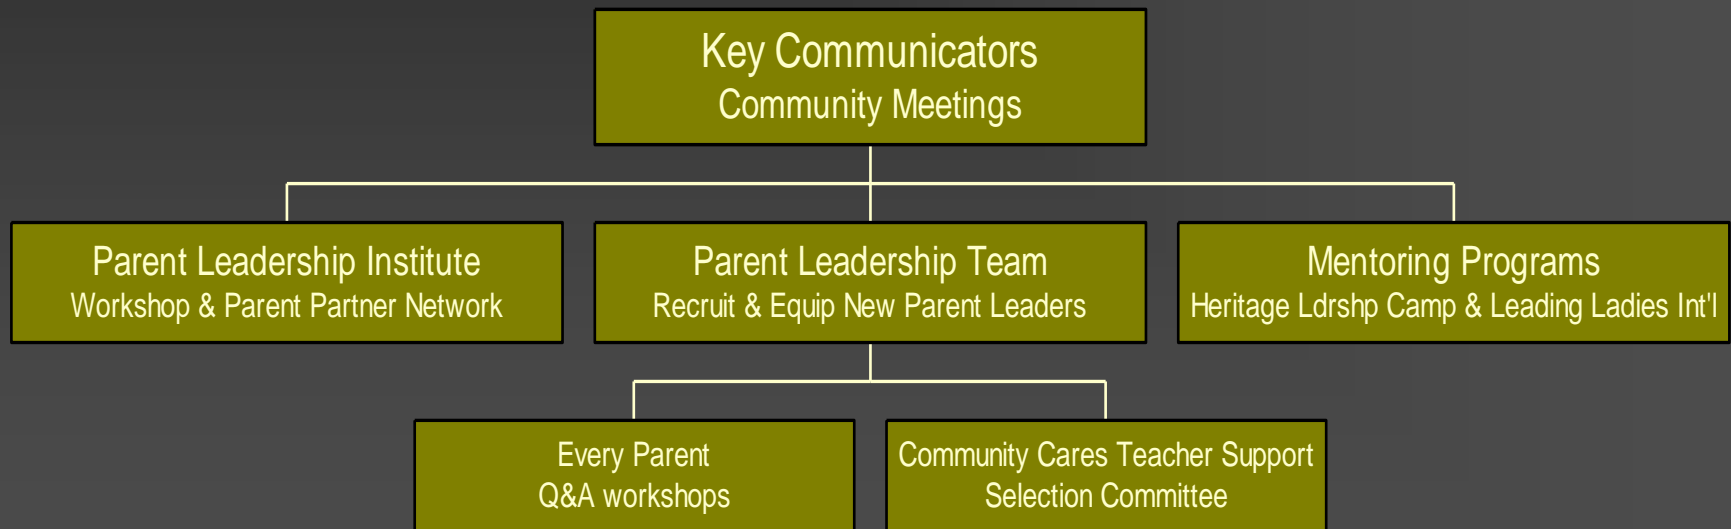 Key Communicators
Community Meetings
Parent Leadership Institute
Workshop & Parent Partner Network
Parent Leadership Team
Recruit & Equip New Parent Leaders
Mentoring Programs
Heritage Ldrshp Camp & Leading Ladies Int'l
Every Parent
Q&A workshops
Community Cares Teacher Support
Selection Committee